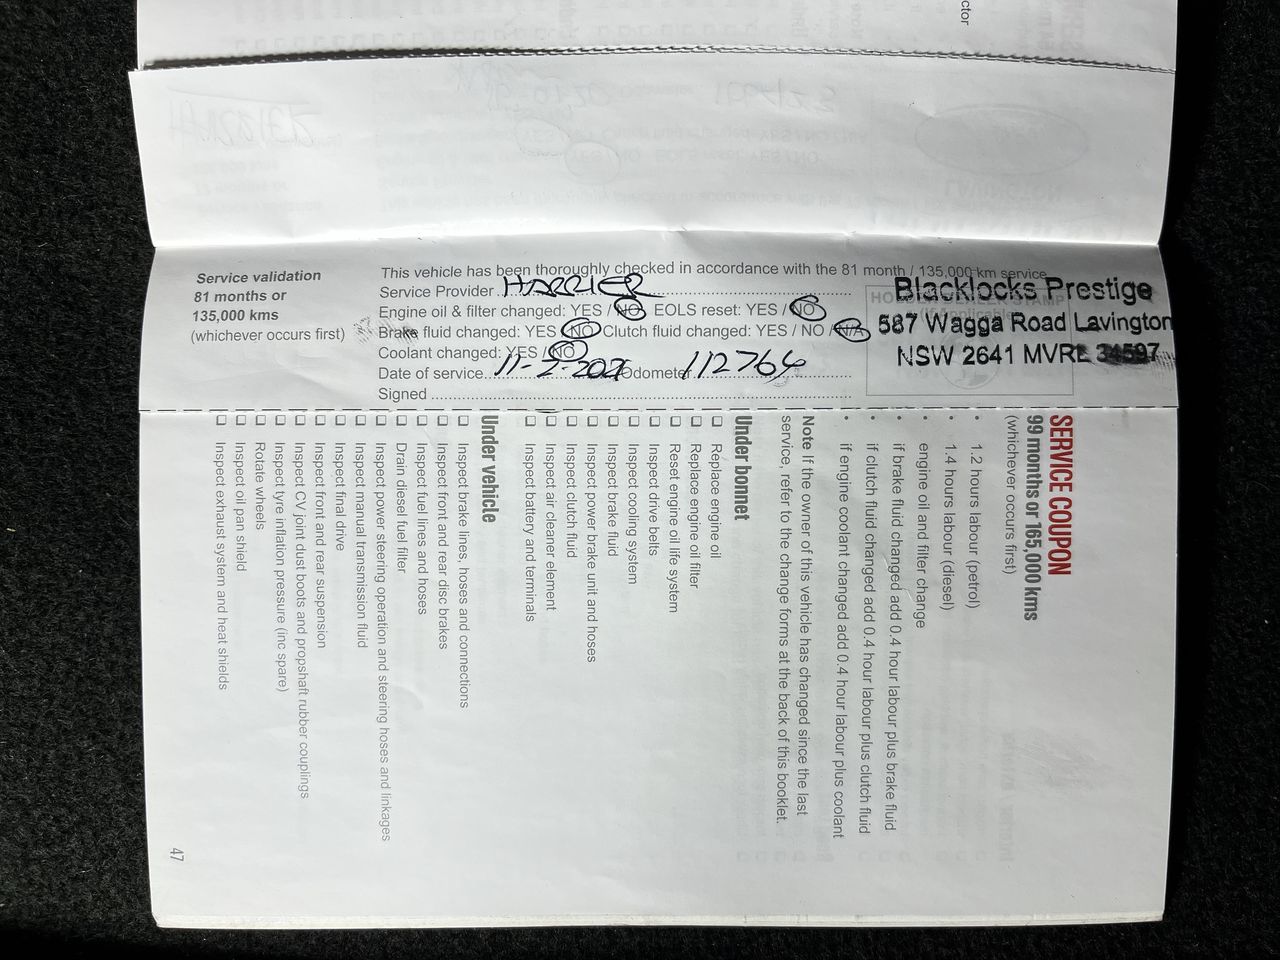 ctor
Service validation
81 months or
135,000 kms
(whichever occurs first)
This vehicle has been thoroughly checked in accordance with the 81 month / 135,000 km service
Service Provider HARRIER
Engine oil & filter changed: YES / NO EOLS reset: YES / NO
Brake fluid changed: YES / NO Clutch fluid changed: YES / NO / N/A
Coolant changed: YES / NO
Date of service 11-2-2021 Odometer 112764
Signed
Blacklocks Prestige
587 Wagga Road Lavington
NSW 2641 MVRL 34597
SERVICE COUPON
99 months or 165,000 kms
(whichever occurs first)
• 1.2 hours labour (petrol)
• 1.4 hours labour (diesel)
engine oil and filter change
• if brake fluid changed add 0.4 hour labour plus brake fluid
• if clutch fluid changed add 0.4 hour labour plus clutch fluid
• if engine coolant changed add 0.4 hour labour plus coolant
Note If the owner of this vehicle has changed since the last
service, refer to the change forms at the back of this booklet.
Under bonnet
❑ Replace engine oil
❑ Replace engine oil filter
❑ Reset engine oil life system
❑ Inspect drive belts
❑ Inspect cooling system
❑ Inspect brake fluid
❑ Inspect power brake unit and hoses
❑ Inspect clutch fluid
❑ Inspect air cleaner element
❑ Inspect battery and terminals
Under vehicle
❑ Inspect brake lines, hoses and connections
❑ Inspect front and rear disc brakes
❑ Inspect fuel lines and hoses
❑ Drain diesel fuel filter
❑ Inspect power steering operation and steering hoses and linkages
❑ Inspect manual transmission fluid
❑ Inspect final drive
❑ Inspect front and rear suspension
❑ Inspect CV joint dust boots and propshaft rubber couplings
❑ Inspect tyre inflation pressure (inc spare)
❑ Rotate wheels
❑ Inspect oil pan shield
❑ Inspect exhaust system and heat shields
47